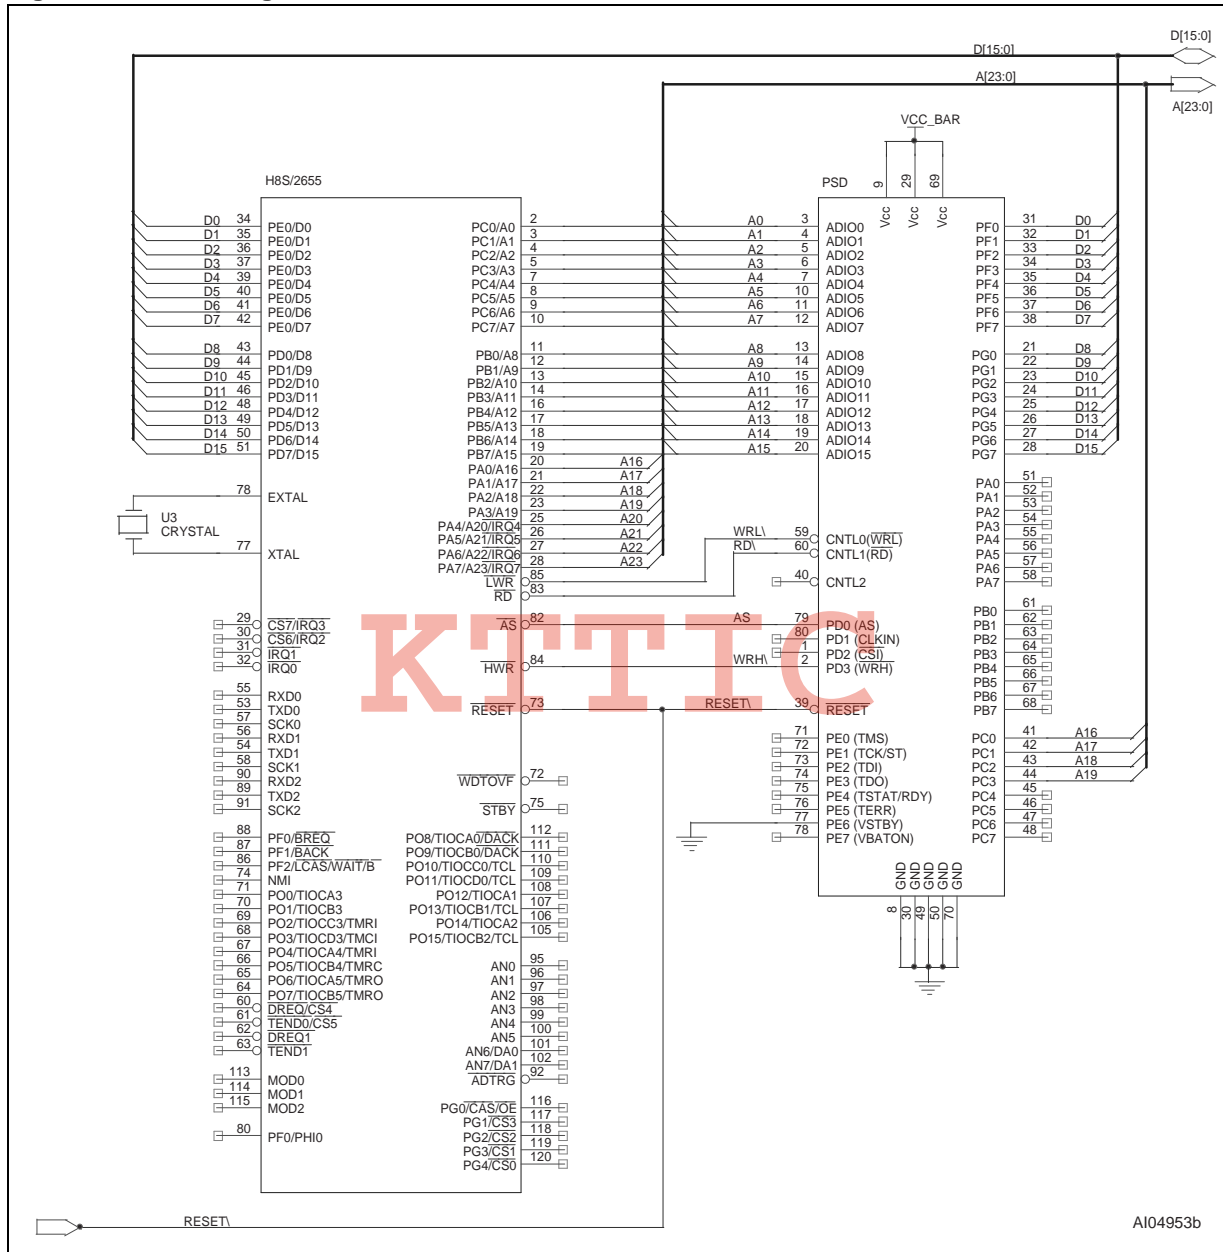 D[15:0]
D[15:0]
A[23:0]
A[23:0]
VCC_BAR
H8S/2655
PSD
9 29 69
Vcc Vcc Vcc
D0 34 PE0/D0 PC0/A0 2 A0 3 ADIO0 PF0 31 D0
D1 35 PE0/D1 PC1/A1 3 A1 4 ADIO1 PF1 32 D1
D2 36 PE0/D2 PC2/A2 4 A2 5 ADIO2 PF2 33 D2
D3 37 PE0/D3 PC3/A3 5 A3 6 ADIO3 PF3 34 D3
D4 39 PE0/D4 PC4/A4 7 A4 7 ADIO4 PF4 35 D4
D5 40 PE0/D5 PC5/A5 8 A5 10 ADIO5 PF5 36 D5
D6 41 PE0/D6 PC6/A6 9 A6 11 ADIO6 PF6 37 D6
D7 42 PE0/D7 PC7/A7 10 A7 12 ADIO7 PF7 38 D7
D8 43 PD0/D8 PB0/A8 11 A8 13 ADIO8 PG0 21 D8
D9 44 PD1/D9 PB1/A9 12 A9 14 ADIO9 PG1 22 D9
D10 45 PD2/D10 PB2/A10 13 A10 15 ADIO10 PG2 23 D10
D11 46 PD3/D11 PB3/A11 14 A11 16 ADIO11 PG3 24 D11
D12 48 PD4/D12 PB4/A12 16 A12 17 ADIO12 PG4 25 D12
D13 49 PD5/D13 PB5/A13 17 A13 18 ADIO13 PG5 26 D13
D14 50 PD6/D14 PB6/A14 18 A14 19 ADIO14 PG6 27 D14
D15 51 PD7/D15 PB7/A15 19 A15 20 ADIO15 PG7 28 D15
PA0/A16 20 A16
PA1/A17 21 A17 PA0 51
78 EXTAL PA2/A18 22 A18 PA1 52
PA3/A19 23 A19 PA2 53
U3 PA4/A20/IRQ4 25 A20 PA3 54
CRYSTAL PA5/A21/IRQ5 26 A21 WRL\ 59 CNTL0(WRL) PA4 55
77 XTAL PA6/A22/IRQ6 27 A22 RD\ 60 CNTL1(RD) PA5 56
PA7/A23/IRQ7 28 A23 PA6 57
LWR 85 40 CNTL2 PA7 58
RD 83
PB0 61
29 CS7/IRQ3 AS 82 AS 79 PD0 (AS) PB1 62
30 CS6/IRQ2 80 PD1 (CLKIN) PB2 63
31 IRQ1 1 PD2 (CSI) PB3 64
32 IRQ0 HWR 84 WRH\ 2 PD3 (WRH) PB4 65
PB5 66
55 RXD0 PB6 67
53 TXD0 RESET 73 RESET\ 39 RESET PB7 68
57 SCK0
56 RXD1 71 PE0 (TMS) PC0 41 A16
54 TXD1 72 PE1 (TCK/ST) PC1 42 A17
58 SCK1 73 PE2 (TDI) PC2 43 A18
90 RXD2 WDTOVF 72 74 PE3 (TDO) PC3 44 A19
89 TXD2 75 PE4 (TSTAT/RDY) PC4 45
91 SCK2 STBY 75 76 PE5 (TERR) PC5 46
77 PE6 (VSTBY) PC6 47
88 PF0/BREQ PO8/TIOCA0/DACK 112 78 PE7 (VBATON) PC7 48
87 PF1/BACK PO9/TIOCB0/DACK 111
86 PF2/LCAS/WAIT/B PO10/TIOCC0/TCL 110
74 NMI PO11/TIOCD0/TCL 109
71 PO0/TIOCA3 PO12/TIOCA1 108
70 PO1/TIOCB3 PO13/TIOCB1/TCL 107
69 PO2/TIOCC3/TMRI PO14/TIOCA2 106
68 PO3/TIOCD3/TMCI PO15/TIOCB2/TCL 105
67 PO4/TIOCA4/TMRI
66 PO5/TIOCB4/TMRC AN0 95
65 PO6/TIOCA5/TMRO AN1 96
64 PO7/TIOCB5/TMRO AN2 97
60 DREQ/CS4 AN3 98
61 TEND0/CS5 AN4 99
62 DREQ1 AN5 100
63 TEND1 AN6/DA0 101
AN7/DA1 102
113 MOD0 ADTRG 92
114 MOD1
115 MOD2 PG0/CAS/OE 116
PG1/CS3 117
80 PF0/PHI0 PG2/CS2 118
PG3/CS1 119
PG4/CS0 120
GND GND GND GND GND
8 30 49 50 70
KTTIC
RESET\
AI04953b